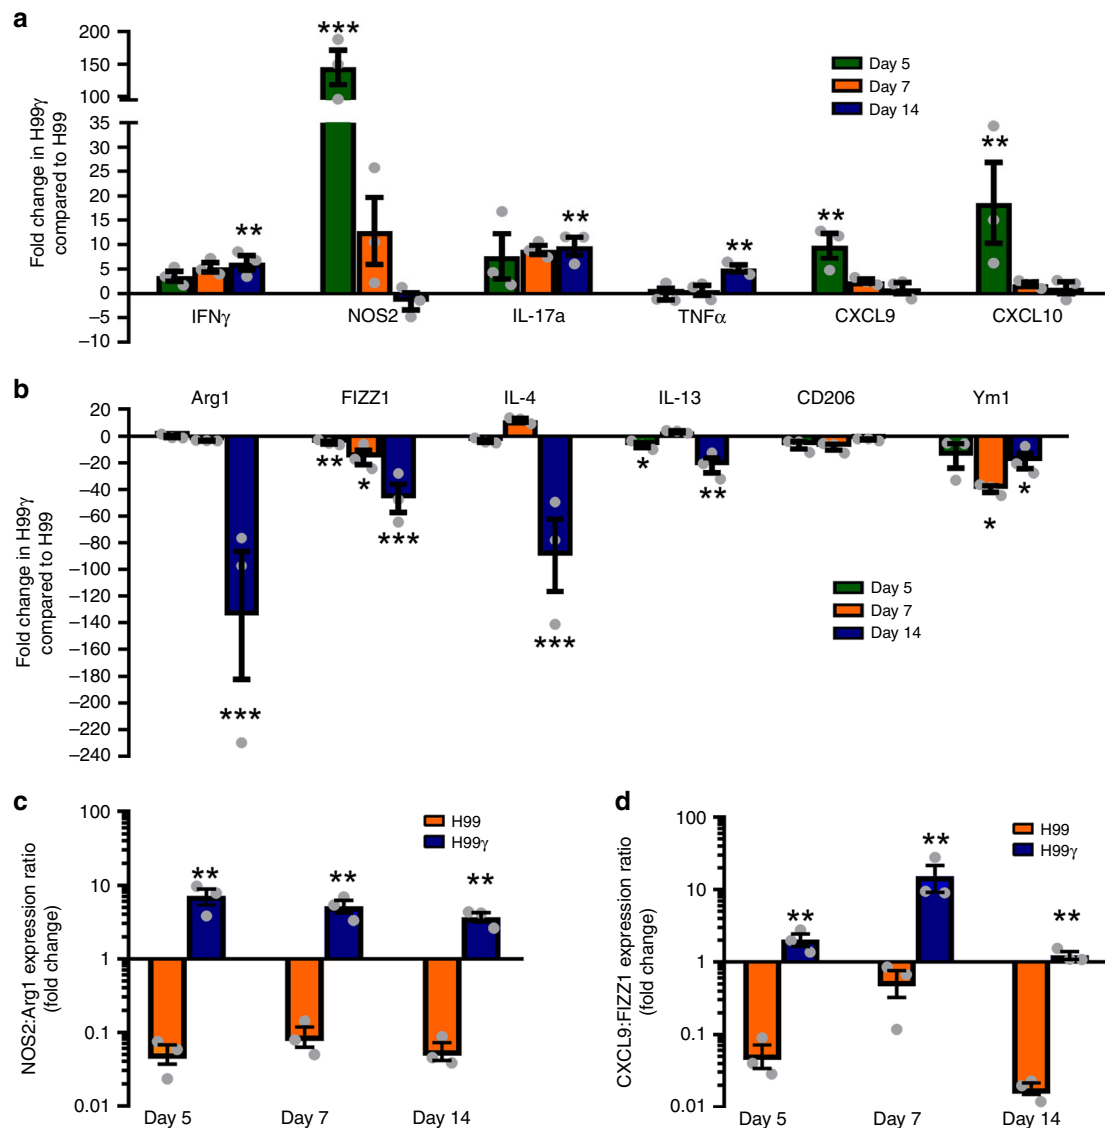 a
Fold change in H99γ
compared to H99
200
150
100
35
30
25
20
15
10
5
0
−5
−10
***
**
**
**
**
**
Day 5
Day 7
Day 14
IFNγ
NOS2
IL-17a
TNFα
CXCL9
CXCL10
b
Fold change in H99γ
compared to H99
Arg1
FIZZ1
IL-4
IL-13
CD206
Ym1
20
0
−20
−40
−60
−80
−100
−120
−140
−160
−180
−200
−220
−240
***
**
*
***
***
*
**
*
*
Day 5
Day 7
Day 14
c
NOS2:Arg1 expression ratio
(fold change)
100
10
1
0.1
0.01
H99
H99γ
**
**
**
Day 5
Day 7
Day 14
d
CXCL9:FIZZ1 expression ratio
(fold change)
100
10
1
0.1
0.01
H99
H99γ
**
**
**
Day 5
Day 7
Day 14